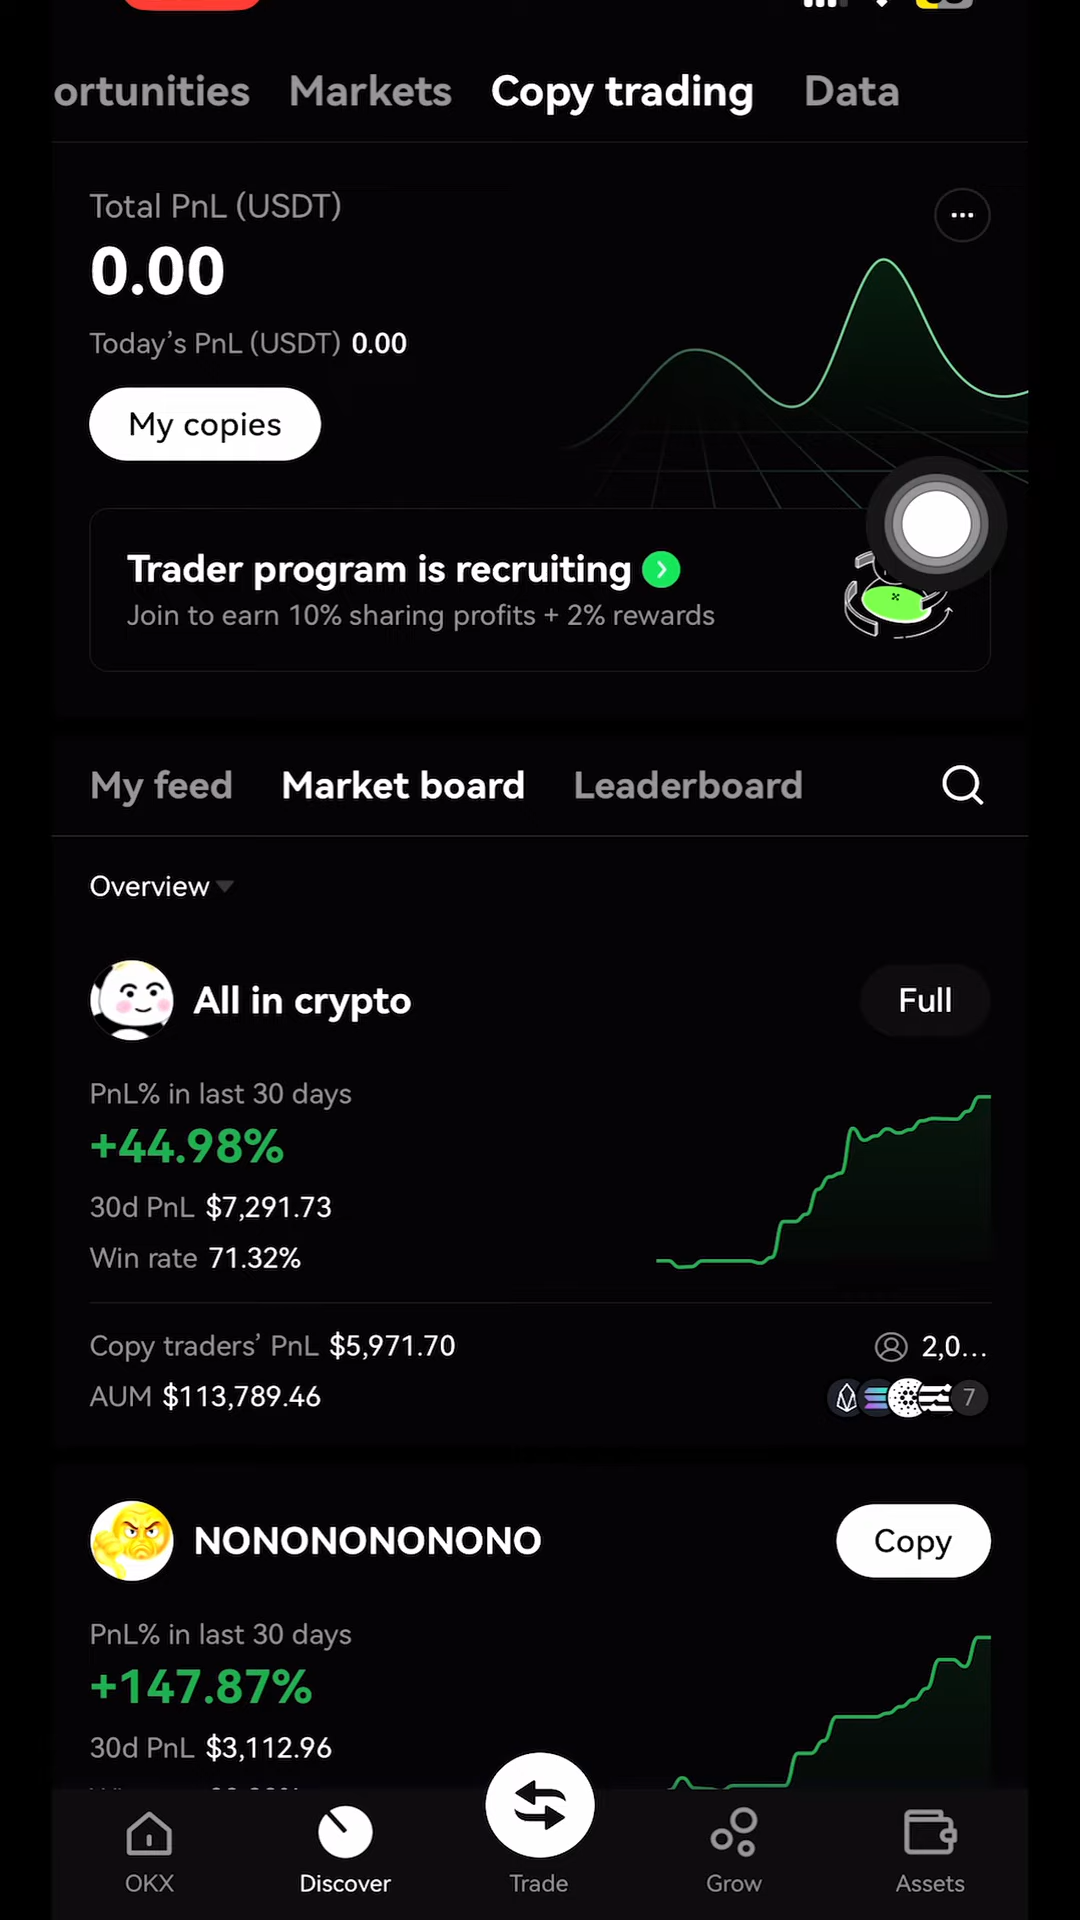 ortunities Markets Copy trading Data
Total PnL (USDT)
0.00
Today's PnL (USDT) 0.00
My copies
Trader program is recruiting
Join to earn 10% sharing profits + 2% rewards
My feed Market board Leaderboard
Overview
All in crypto Full
PnL% in last 30 days
+44.98%
30d PnL $7,291.73
Win rate 71.32%
Copy traders' PnL $5,971.70 2,0...
AUM $113,789.46 7
NONONONONONO Copy
PnL% in last 30 days
+147.87%
30d PnL $3,112.96
OKX Discover Trade Grow Assets